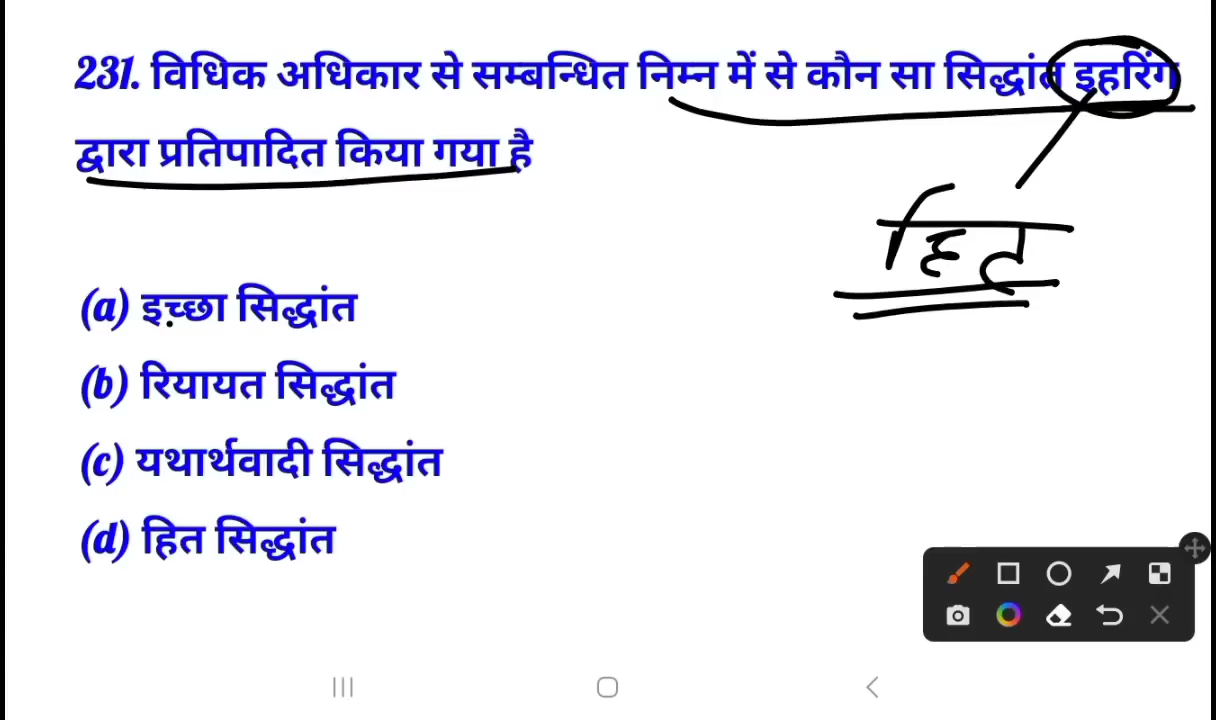 231. विधिक अधिकार से सम्बन्धित निम्न में से कौन सा सिद्धांत इहरिंग
द्वारा प्रतिपादित किया गया है
हित
(a) इच्छा सिद्धांत
(b) रियायत सिद्धांत
(c) यथार्थवादी सिद्धांत
(d) हित सिद्धांत